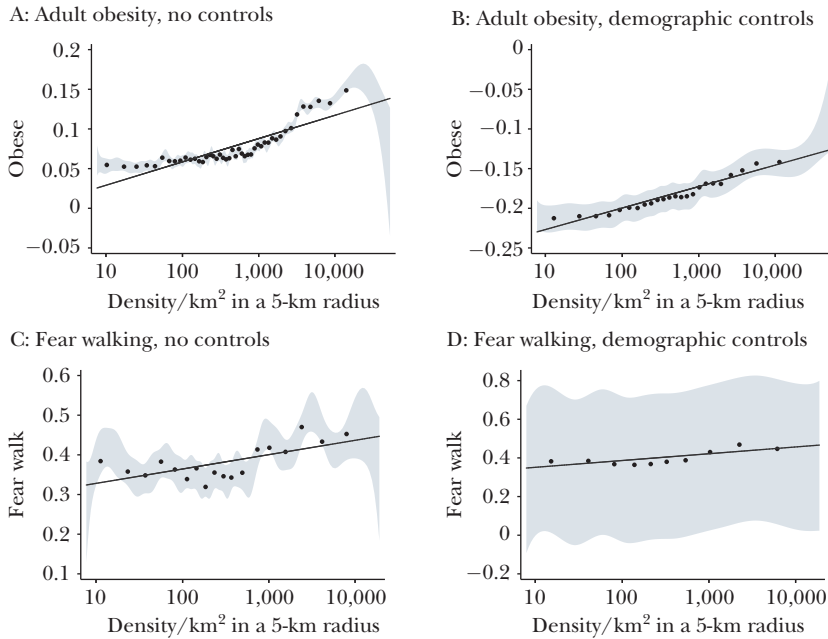 A: Adult obesity, no controls
0.2
0.15
0.1
0.05
0
−0.05
Obese
10 100 1,000 10,000
Density/km² in a 5-km radius
B: Adult obesity, demographic controls
0
−0.05
−0.1
−0.15
−0.2
−0.25
Obese
10 100 1,000 10,000
Density/km² in a 5-km radius
C: Fear walking, no controls
0.6
0.5
0.4
0.3
0.2
0.1
Fear walk
10 100 1,000 10,000
Density/km² in a 5-km radius
D: Fear walking, demographic controls
0.8
0.6
0.4
0.2
0
−0.2
Fear walk
10 100 1,000 10,000
Density/km² in a 5-km radius